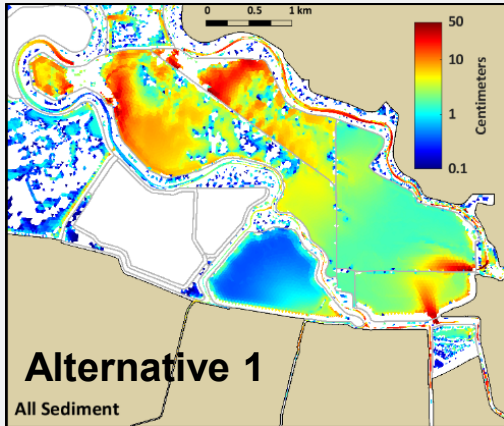 0 0.5 1 km
50
10
1
0.1
Centimeters
Alternative 1
All Sediment